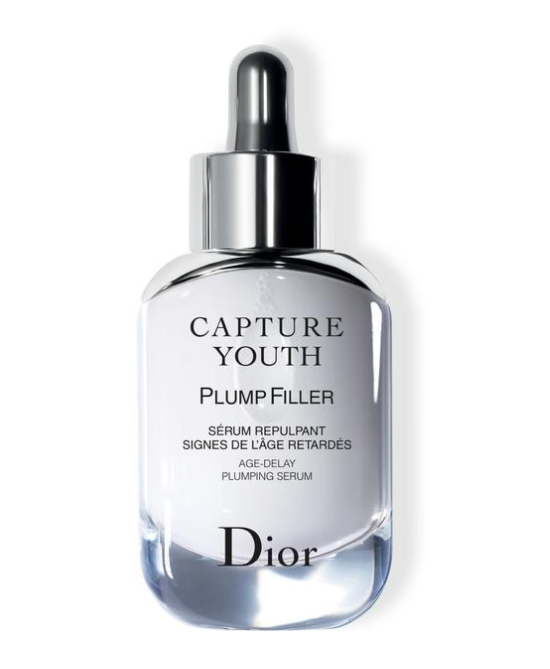 CAPTURE
YOUTH
PLUMP FILLER
SÉRUM REPULPANT
SIGNES DE L'ÂGE RETARDÉS
AGE-DELAY
PLUMPING SERUM
Dior